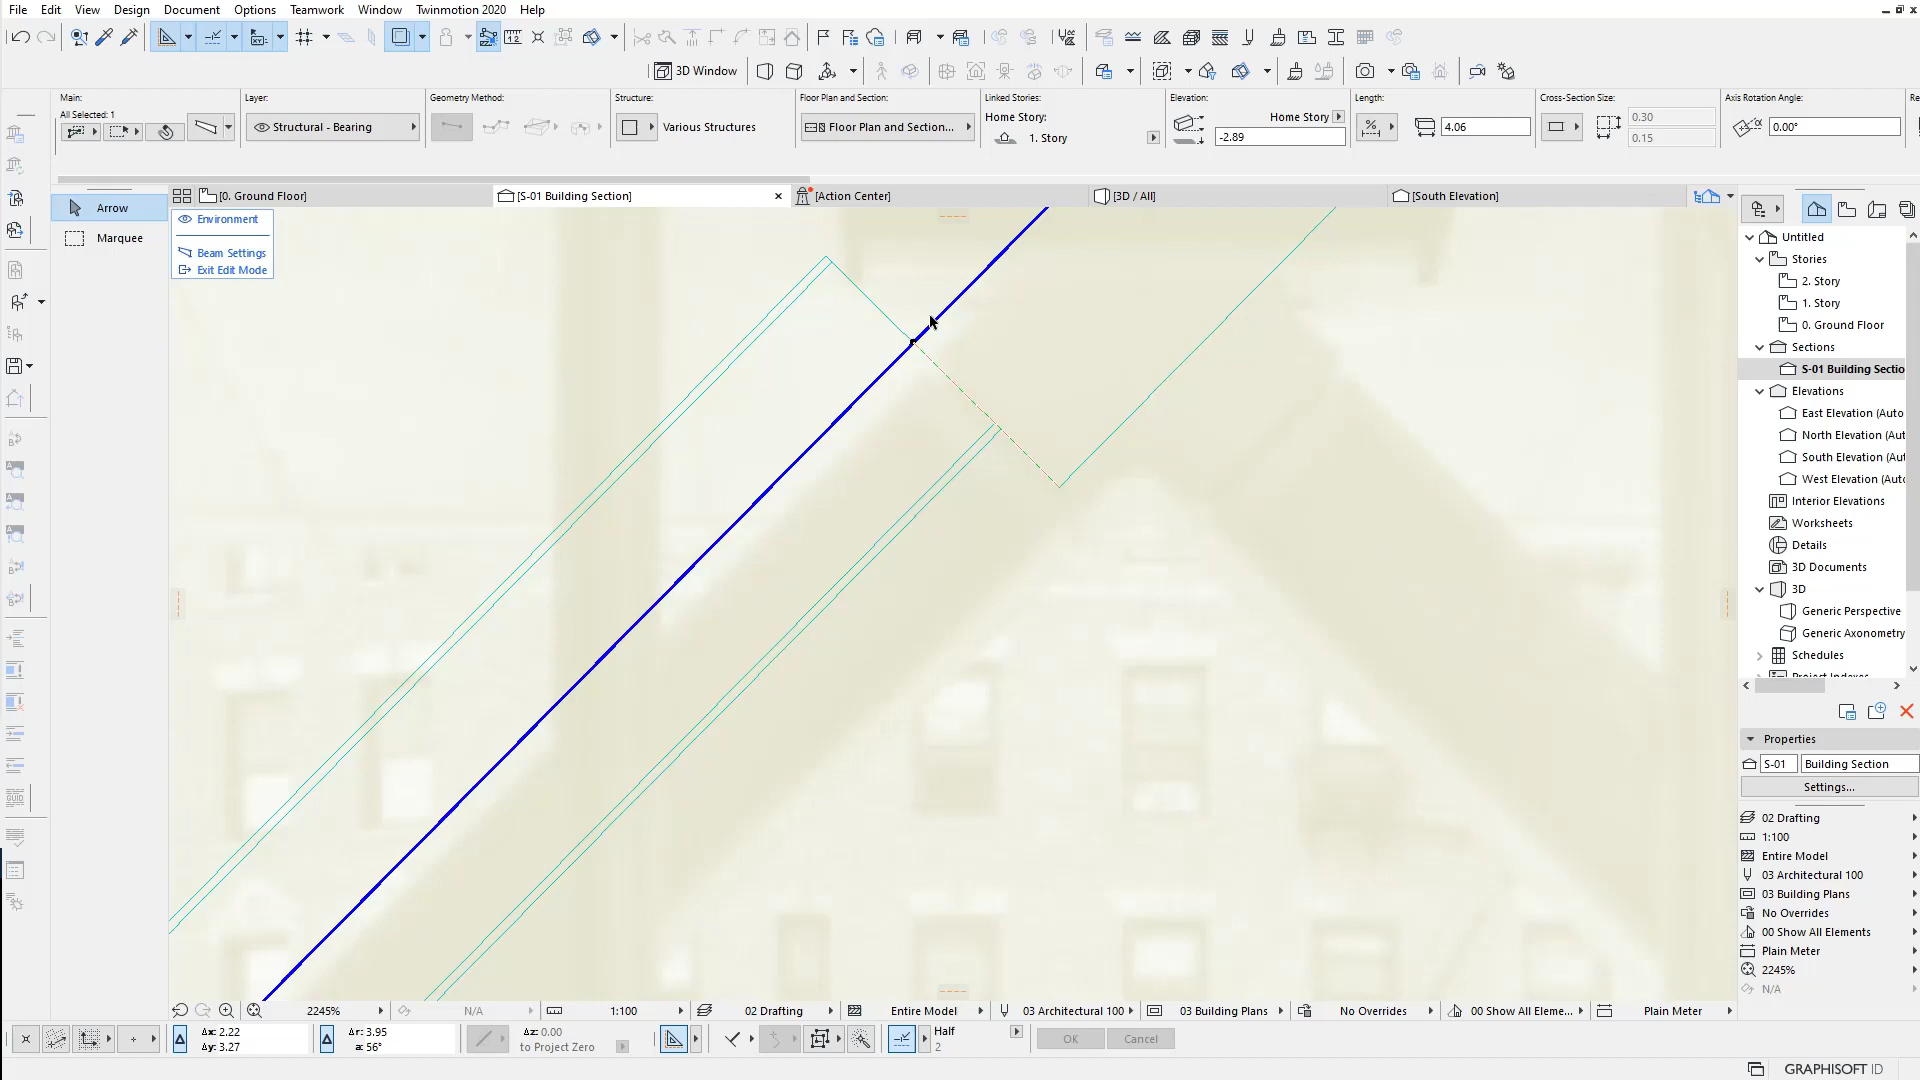 File Edit View Design Document Options Teamwork Window Twinmotion 2020 Help
3D Window
Main: Layer: Geometry Method: Structure: Floor Plan and Section: Linked Stories: Elevation: Length: Cross-Section Size: Axis Rotation Angle: Re
All Selected: 1 Structural - Bearing Various Structures Floor Plan and Section... Home Story: 1. Story Home Story -2.89 4.06 0.30 0.15 0.00°
[0. Ground Floor] [S-01 Building Section] [Action Center] [3D / All] [South Elevation]
Arrow
Marquee
Environment
Beam Settings
Exit Edit Mode
Untitled
Stories
2. Story
1. Story
0. Ground Floor
Sections
S-01 Building Sectio
Elevations
East Elevation (Auto
North Elevation (Aut
South Elevation (Aut
West Elevation (Auto
Interior Elevations
Worksheets
Details
3D Documents
3D
Generic Perspective
Generic Axonometry
Schedules
Project Indexes
Properties
S-01 Building Section
Settings...
02 Drafting
1:100
Entire Model
03 Architectural 100
03 Building Plans
No Overrides
00 Show All Elements
Plain Meter
2245%
N/A
2245% N/A 1:100 02 Drafting Entire Model 03 Architectural 100 03 Building Plans No Overrides 00 Show All Eleme... Plain Meter
Δx: 2.22 Δr: 3.95 Δz: 0.00 Half
Δy: 3.27 a: 56° to Project Zero 2 OK Cancel
GRAPHISOFT ID